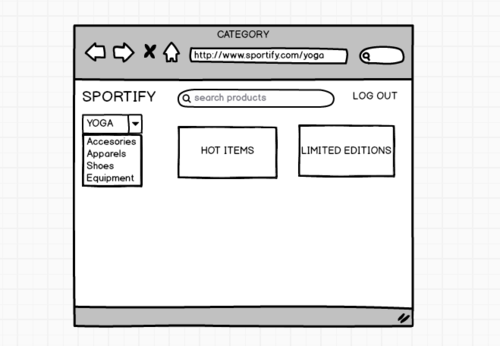 CATEGORY
http://www.sportify.com/yoga
SPORTIFY
search products
LOG OUT
YOGA
Accesories
Apparels
Shoes
Equipment
HOT ITEMS
LIMITED EDITIONS